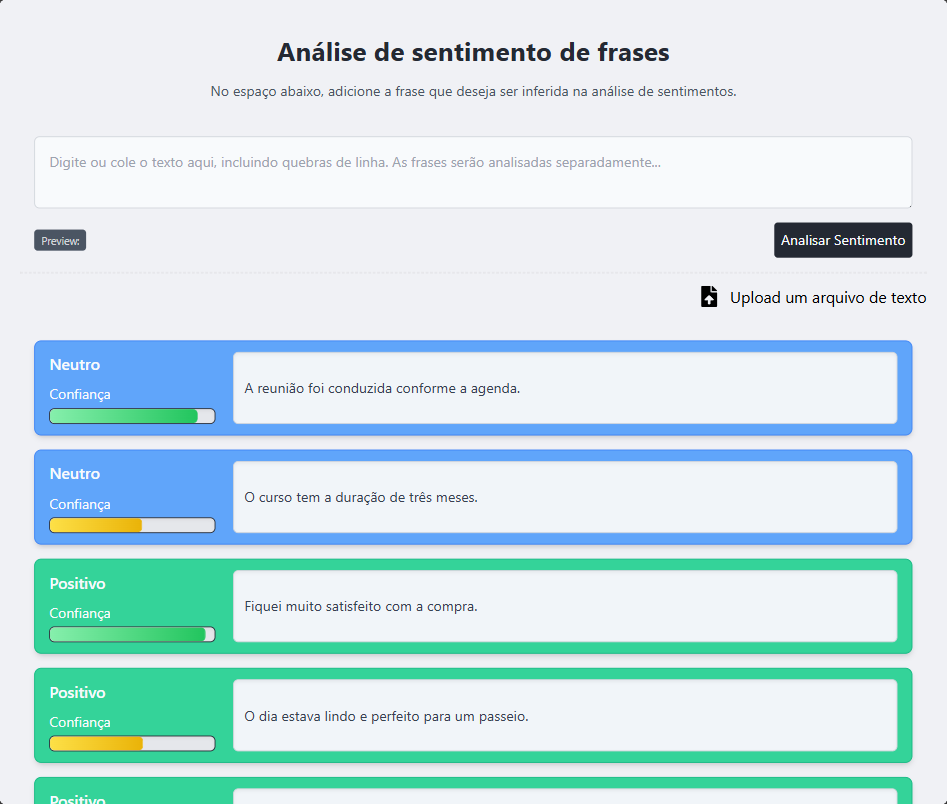 Análise de sentimento de frases
No espaço abaixo, adicione a frase que deseja ser inferida na análise de sentimentos.
Digite ou cole o texto aqui, incluindo quebras de linha. As frases serão analisadas separadamente...
Preview:
Analisar Sentimento
Upload um arquivo de texto
Neutro
Confiança
A reunião foi conduzida conforme a agenda.
Neutro
Confiança
O curso tem a duração de três meses.
Positivo
Confiança
Fiquei muito satisfeito com a compra.
Positivo
Confiança
O dia estava lindo e perfeito para um passeio.
Positivo